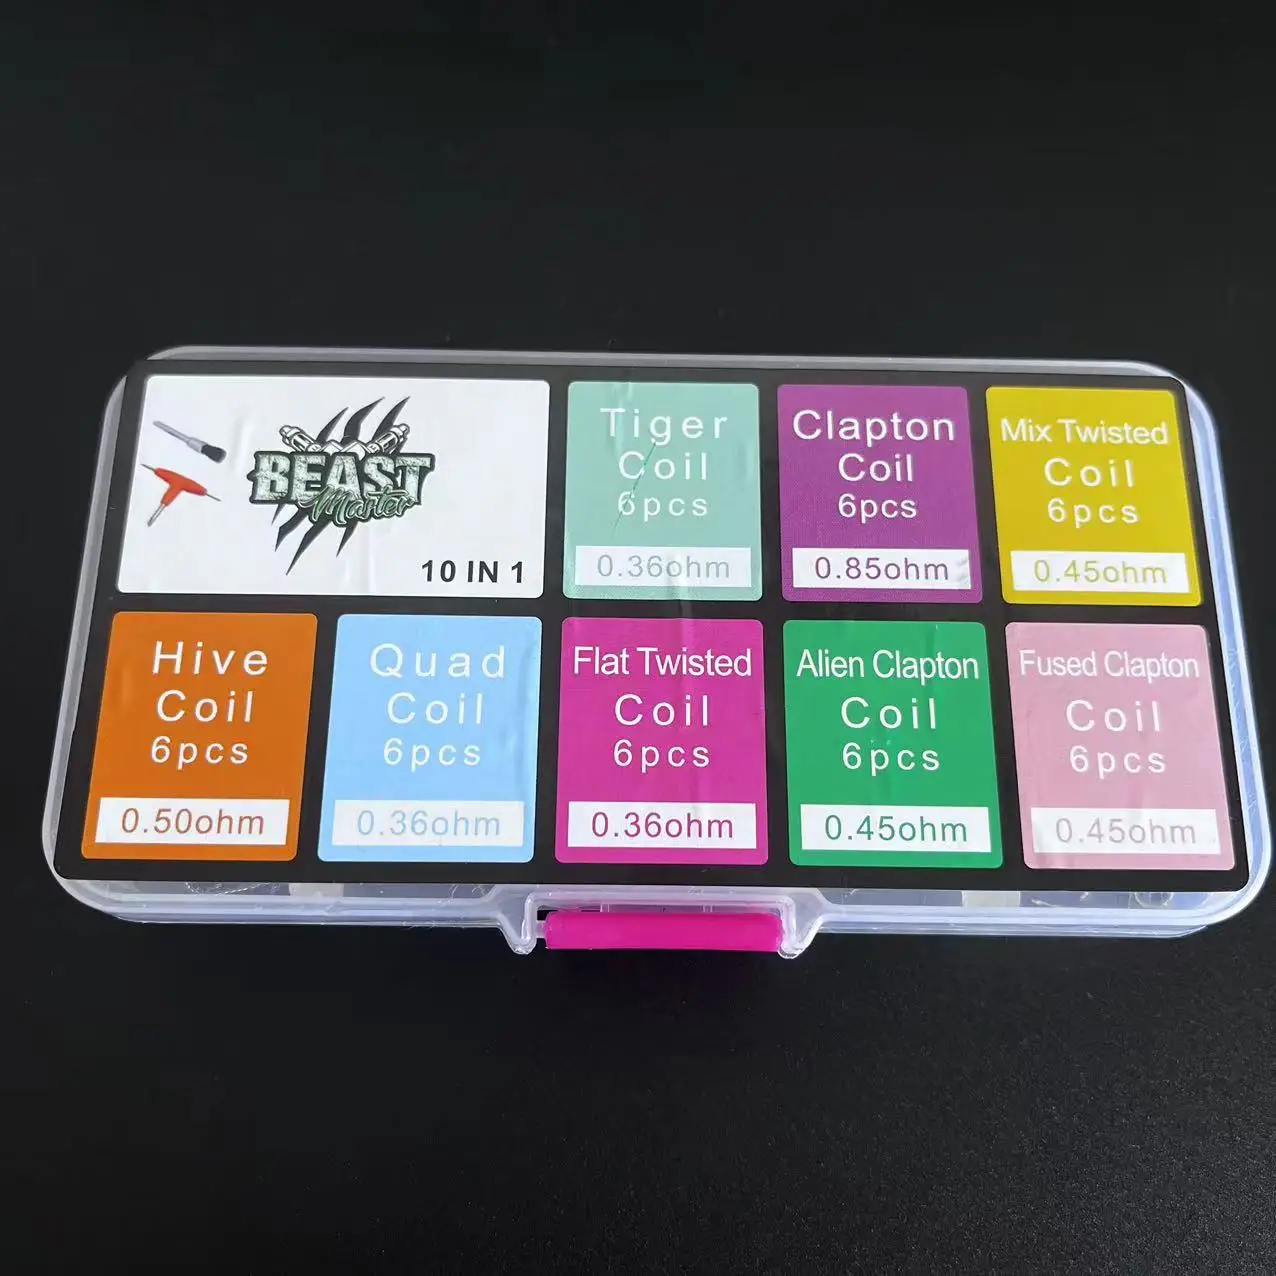 BEAST
Master
10 IN 1
Tiger
Coil
6pcs
0.36ohm
Clapton
Coil
6pcs
0.85ohm
Mix Twisted
Coil
6pcs
0.45ohm
Hive
Coil
6pcs
0.50ohm
Quad
Coil
6pcs
0.36ohm
Flat Twisted
Coil
6pcs
0.36ohm
Alien Clapton
Coil
6pcs
0.45ohm
Fused Clapton
Coil
6pcs
0.45ohm